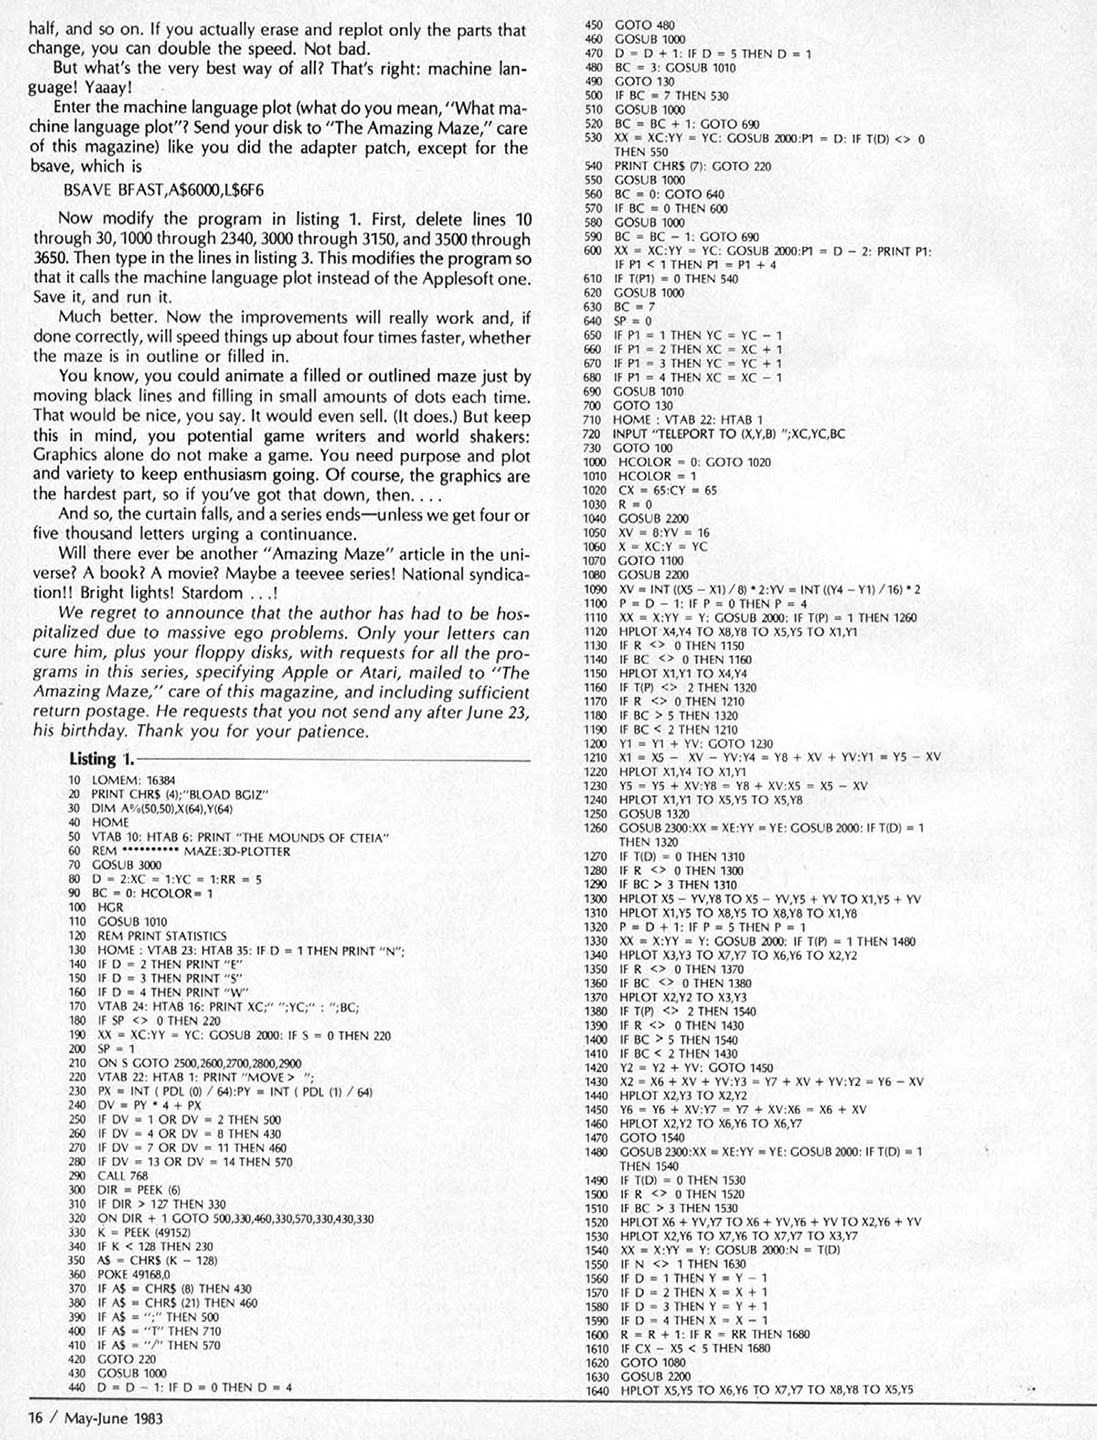 half, and so on. If you actually erase and replot only the parts that
change, you can double the speed. Not bad.
But what's the very best way of all? That's right: machine lan-
guage! Yaaay!
Enter the machine language plot (what do you mean, "What ma-
chine language plot"? Send your disk to "The Amazing Maze," care
of this magazine) like you did the adapter patch, except for the
bsave, which is
BSAVE BFAST,A$6000,L$6F6
Now modify the program in listing 1. First, delete lines 10
through 30, 1000 through 2340, 3000 through 3150, and 3500 through
3650. Then type in the lines in listing 3. This modifies the program so
that it calls the machine language plot instead of the Applesoft one.
Save it, and run it.
Much better. Now the improvements will really work and, if
done correctly, will speed things up about four times faster, whether
the maze is in outline or filled in.
You know, you could animate a filled or outlined maze just by
moving black lines and filling in small amounts of dots each time.
That would be nice, you say. It would even sell. (It does.) But keep
this in mind, you potential game writers and world shakers:
Graphics alone do not make a game. You need purpose and plot
and variety to keep enthusiasm going. Of course, the graphics are
the hardest part, so if you've got that down, then. . . .
And so, the curtain falls, and a series ends—unless we get four or
five thousand letters urging a continuance.
Will there ever be another "Amazing Maze" article in the uni-
verse? A book? A movie? Maybe a teevee series! National syndica-
tion!! Bright lights! Stardom . . .!
We regret to announce that the author has had to be hos-
pitalized due to massive ego problems. Only your letters can
cure him, plus your floppy disks, with requests for all the pro-
grams in this series, specifying Apple or Atari, mailed to "The
Amazing Maze," care of this magazine, and including sufficient
return postage. He requests that you not send any after June 23,
his birthday. Thank you for your patience.
Listing 1.
10 LOMEM: 16384
20 PRINT CHR$ (4);"BLOAD BGIZ"
30 DIM A%(50,50),X(64),Y(64)
40 HOME
50 VTAB 10: HTAB 6: PRINT "THE MOUNDS OF CTEIA"
60 REM ********** MAZE:3D-PLOTTER
70 GOSUB 3000
80 D = 2:XC = 1:YC = 1:RR = 5
90 BC = 0: HCOLOR= 1
100 HGR
110 GOSUB 1010
120 REM PRINT STATISTICS
130 HOME : VTAB 23: HTAB 35: IF D = 1 THEN PRINT "N";
140 IF D = 2 THEN PRINT "E"
150 IF D = 3 THEN PRINT "S"
160 IF D = 4 THEN PRINT "W"
170 VTAB 24: HTAB 16: PRINT XC;" ";YC;" : ";BC;
180 IF SP <> 0 THEN 220
190 XX = XC:YY = YC: GOSUB 2000: IF S = 0 THEN 220
200 SP = 1
210 ON S GOTO 2500,2600,2700,2800,2900
220 VTAB 22: HTAB 1: PRINT "MOVE > ";
230 PX = INT ( PDL (0) / 64):PY = INT ( PDL (1) / 64)
240 DV = PY * 4 + PX
250 IF DV = 1 OR DV = 2 THEN 500
260 IF DV = 4 OR DV = 8 THEN 430
270 IF DV = 7 OR DV = 11 THEN 460
280 IF DV = 13 OR DV = 14 THEN 570
290 CALL 768
300 DIR = PEEK (6)
310 IF DIR > 127 THEN 330
320 ON DIR + 1 GOTO 500,330,460,330,570,330,430,330
330 K = PEEK (49152)
340 IF K < 128 THEN 230
350 A$ = CHR$ (K − 128)
360 POKE 49168,0
370 IF A$ = CHR$ (8) THEN 430
380 IF A$ = CHR$ (21) THEN 460
390 IF A$ = ";" THEN 500
400 IF A$ = "T" THEN 710
410 IF A$ = "/" THEN 570
420 GOTO 220
430 GOSUB 1000
440 D = D − 1: IF D = 0 THEN D = 4
450 GOTO 480
460 GOSUB 1000
470 D = D + 1: IF D = 5 THEN D = 1
480 BC = 3: GOSUB 1010
490 GOTO 130
500 IF BC = 7 THEN 530
510 GOSUB 1000
520 BC = BC + 1: GOTO 690
530 XX = XC:YY = YC: GOSUB 2000:P1 = D: IF T(D) <> 0
THEN 550
540 PRINT CHR$ (7): GOTO 220
550 GOSUB 1000
560 BC = 0: GOTO 640
570 IF BC = 0 THEN 600
580 GOSUB 1000
590 BC = BC − 1: GOTO 690
600 XX = XC:YY = YC: GOSUB 2000:P1 = D − 2: PRINT P1:
IF P1 < 1 THEN P1 = P1 + 4
610 IF T(P1) = 0 THEN 540
620 GOSUB 1000
630 BC = 7
640 SP = 0
650 IF P1 = 1 THEN YC = YC − 1
660 IF P1 = 2 THEN XC = XC + 1
670 IF P1 = 3 THEN YC = YC + 1
680 IF P1 = 4 THEN XC = XC − 1
690 GOSUB 1010
700 GOTO 130
710 HOME : VTAB 22: HTAB 1
720 INPUT "TELEPORT TO (X,Y,B) ";XC,YC,BC
730 GOTO 100
1000 HCOLOR = 0: GOTO 1020
1010 HCOLOR = 1
1020 CX = 65:CY = 65
1030 R = 0
1040 GOSUB 2200
1050 XV = 8:YV = 16
1060 X = XC:Y = YC
1070 GOTO 1100
1080 GOSUB 2200
1090 XV = INT ((X5 − X1) / 8) * 2:YV = INT ((Y4 − Y1) / 16) * 2
1100 P = D − 1: IF P = 0 THEN P = 4
1110 XX = X:YY = Y: GOSUB 2000: IF T(P) = 1 THEN 1260
1120 HPLOT X4,Y4 TO X8,Y8 TO X5,Y5 TO X1,Y1
1130 IF R <> 0 THEN 1150
1140 IF BC <> 0 THEN 1160
1150 HPLOT X1,Y1 TO X4,Y4
1160 IF T(P) <> 2 THEN 1320
1170 IF R <> 0 THEN 1210
1180 IF BC > 5 THEN 1320
1190 IF BC < 2 THEN 1210
1200 Y1 = Y1 + YV: GOTO 1230
1210 X1 = X5 − XV − YV:Y4 = Y8 + XV + YV:Y1 = Y5 − XV
1220 HPLOT X1,Y4 TO X1,Y1
1230 Y5 = Y5 + XV:Y8 = Y8 + XV:X5 = X5 − XV
1240 HPLOT X1,Y1 TO X5,Y5 TO X5,Y8
1250 GOSUB 1320
1260 GOSUB 2300:XX = XE:YY = YE: GOSUB 2000: IF T(D) = 1
THEN 1320
1270 IF T(D) = 0 THEN 1310
1280 IF R <> 0 THEN 1300
1290 IF BC > 3 THEN 1310
1300 HPLOT X5 − YV,Y8 TO X5 − YV,Y5 + YV TO X1,Y5 + YV
1310 HPLOT X1,Y5 TO X8,Y5 TO X8,Y8 TO X1,Y8
1320 P = D + 1: IF P = 5 THEN P = 1
1330 XX = X:YY = Y: GOSUB 2000: IF T(P) = 1 THEN 1480
1340 HPLOT X3,Y3 TO X7,Y7 TO X6,Y6 TO X2,Y2
1350 IF R <> 0 THEN 1370
1360 IF BC <> 0 THEN 1380
1370 HPLOT X2,Y2 TO X3,Y3
1380 IF T(P) <> 2 THEN 1540
1390 IF R <> 0 THEN 1430
1400 IF BC > 5 THEN 1540
1410 IF BC < 2 THEN 1430
1420 Y2 = Y2 + YV: GOTO 1450
1430 X2 = X6 + XV + YV:Y3 = Y7 + XV + YV:Y2 = Y6 − XV
1440 HPLOT X2,Y3 TO X2,Y2
1450 Y6 = Y6 + XV:Y7 = Y7 + XV:X6 = X6 + XV
1460 HPLOT X2,Y2 TO X6,Y6 TO X6,Y7
1470 GOTO 1540
1480 GOSUB 2300:XX = XE:YY = YE: GOSUB 2000: IF T(D) = 1
THEN 1540
1490 IF T(D) = 0 THEN 1530
1500 IF R <> 0 THEN 1520
1510 IF BC > 3 THEN 1530
1520 HPLOT X6 + YV,Y7 TO X6 + YV,Y6 + YV TO X2,Y6 + YV
1530 HPLOT X2,Y6 TO X7,Y6 TO X7,Y7 TO X3,Y7
1540 XX = X:YY = Y: GOSUB 2000:N = T(D)
1550 IF N <> 1 THEN 1630
1560 IF D = 1 THEN Y = Y − 1
1570 IF D = 2 THEN X = X + 1
1580 IF D = 3 THEN Y = Y + 1
1590 IF D = 4 THEN X = X − 1
1600 R = R + 1: IF R = RR THEN 1680
1610 IF CX − X5 < 5 THEN 1680
1620 GOTO 1080
1630 GOSUB 2200
1640 HPLOT X5,Y5 TO X6,Y6 TO X7,Y7 TO X8,Y8 TO X5,Y5
16 / May-June 1983